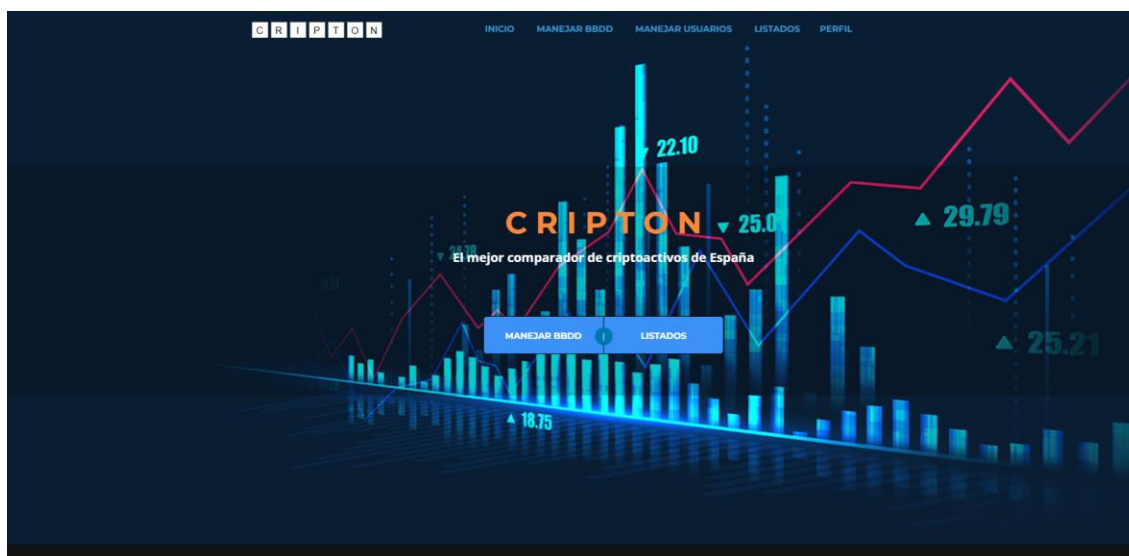 CRIPTON
INICIO MANEJAR BBDD MANEJAR USUARIOS LISTADOS PERFIL
22.10
29.79
CRIPTON
25.0
El mejor comparador de criptoactivos de España
MANEJAR BBDD LISTADOS
25.21
18.75